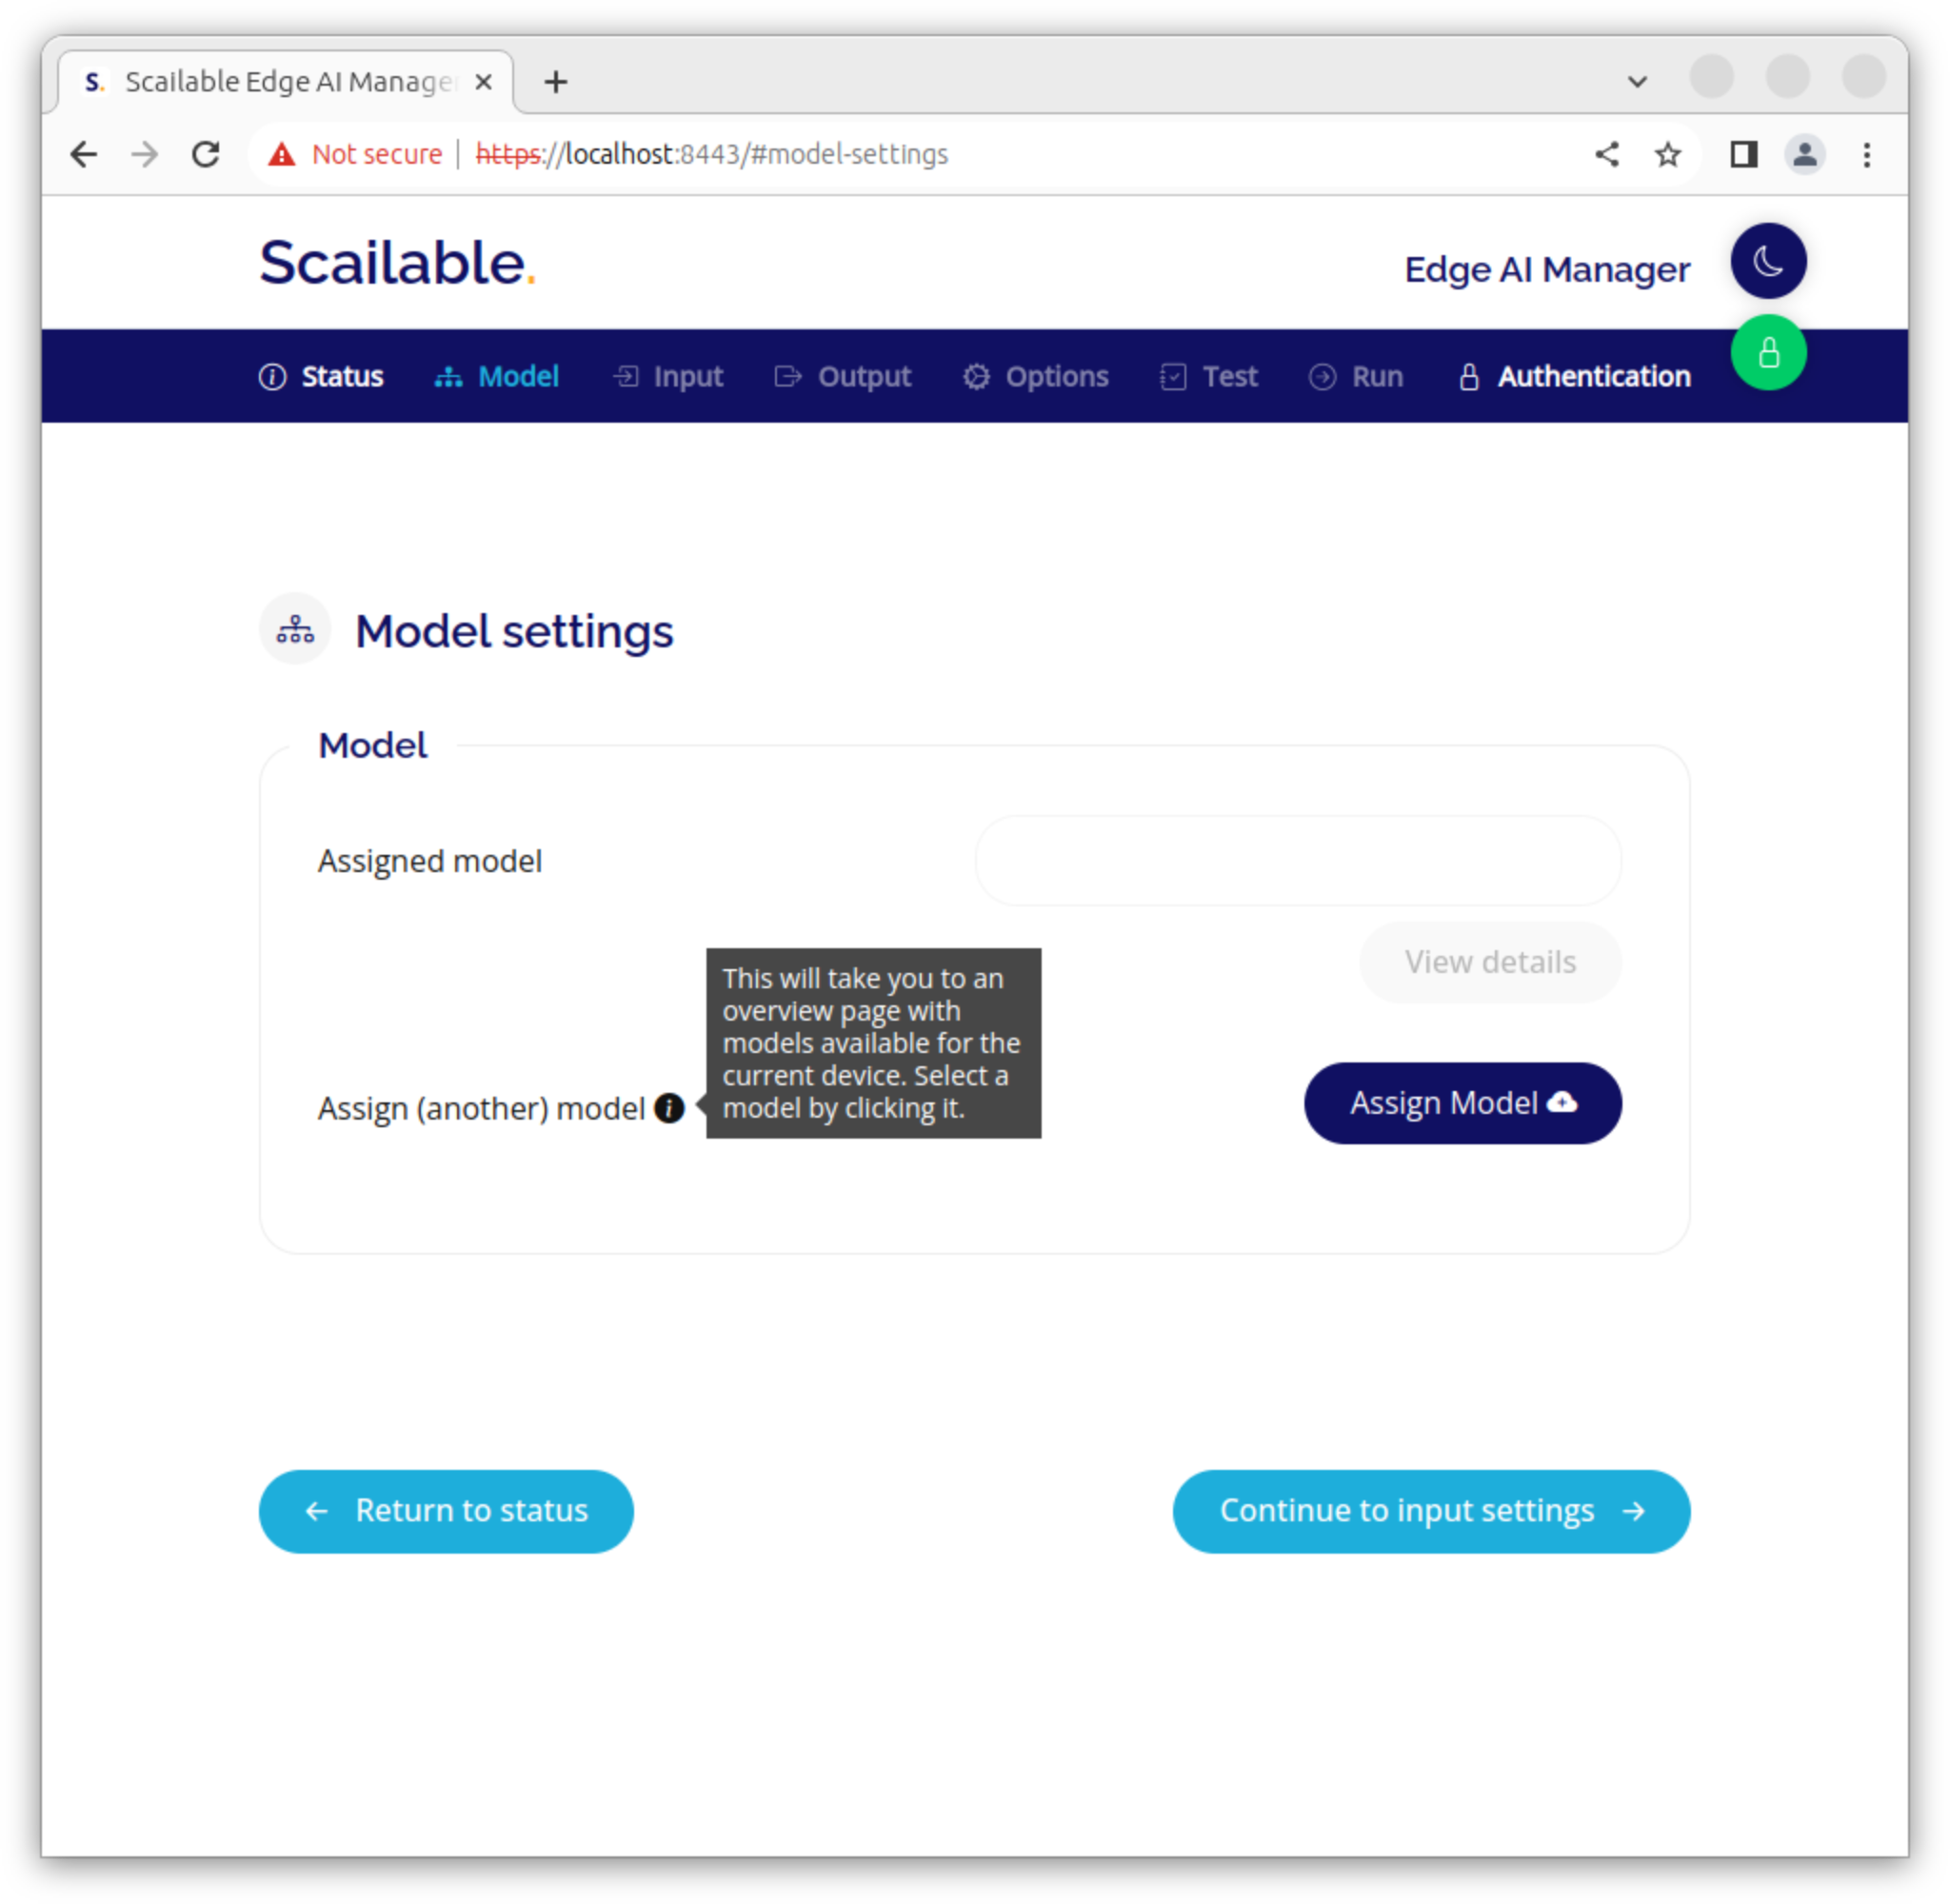 S. Scailable Edge AI Manage
Not secure | https://localhost:8443/#model-settings
Scailable.
Edge AI Manager
Status Model Input Output Options Test Run Authentication
Model settings
Model
Assigned model
View details
This will take you to an
overview page with
models available for the
current device. Select a
model by clicking it.
Assign (another) model
Assign Model
Return to status
Continue to input settings